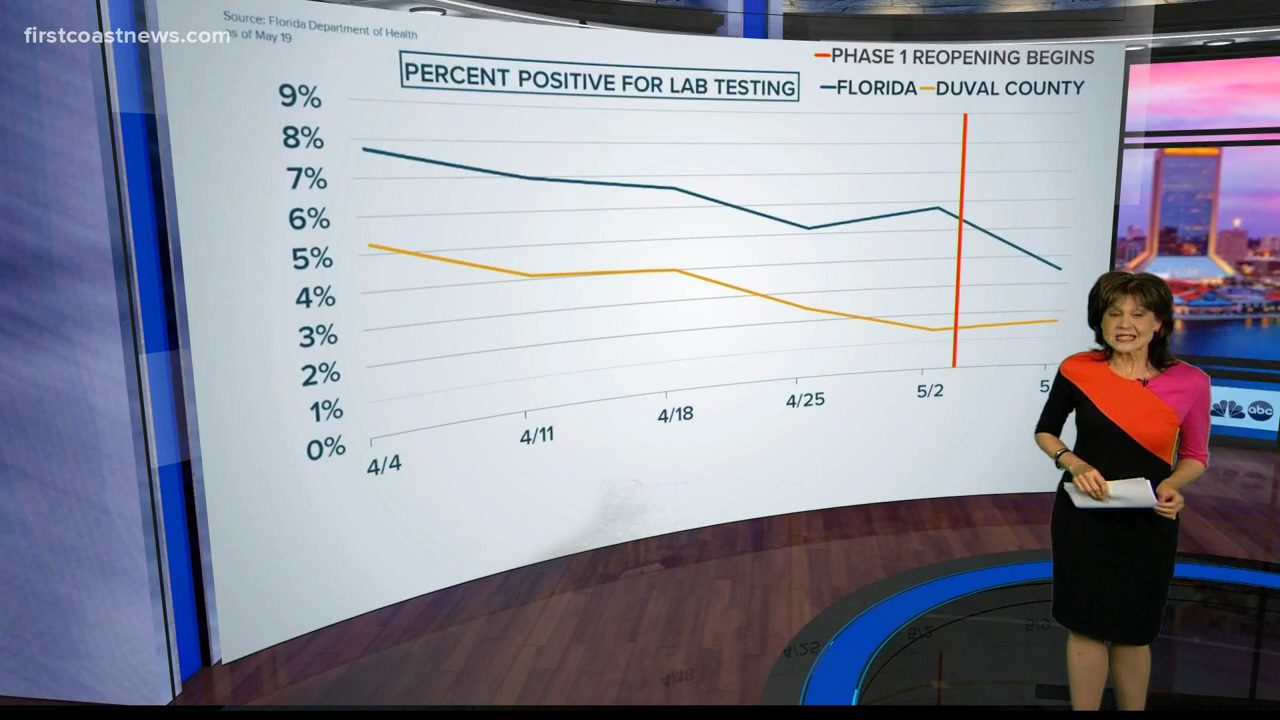 firstcoastnews.com
Source: Florida Department of Health
as of May 19
PERCENT POSITIVE FOR LAB TESTING
PHASE 1 REOPENING BEGINS
FLORIDA DUVAL COUNTY
9%
8%
7%
6%
5%
4%
3%
2%
1%
0%
4/4
4/11
4/18
4/25
5/2
abc